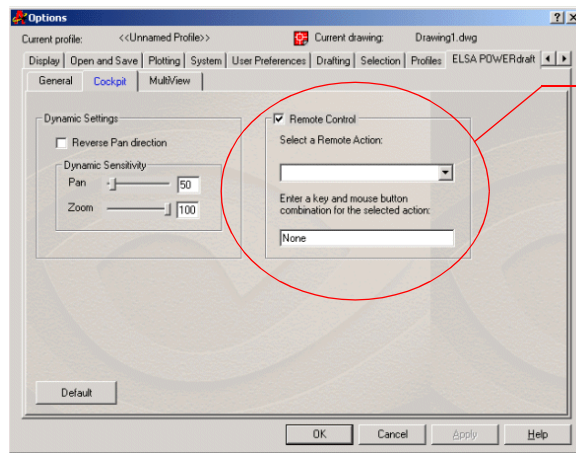 Options
Current profile: <<Unnamed Profile>> Current drawing: Drawing1.dwg
Display Open and Save Plotting System User Preferences Drafting Selection Profiles ELSA POWERdraft
General Cockpit MultiView
Dynamic Settings
Reverse Pan direction
Dynamic Sensitivity
Pan 50
Zoom 100
Remote Control
Select a Remote Action:
Enter a key and mouse button
combination for the selected action:
None
Default
OK Cancel Apply Help